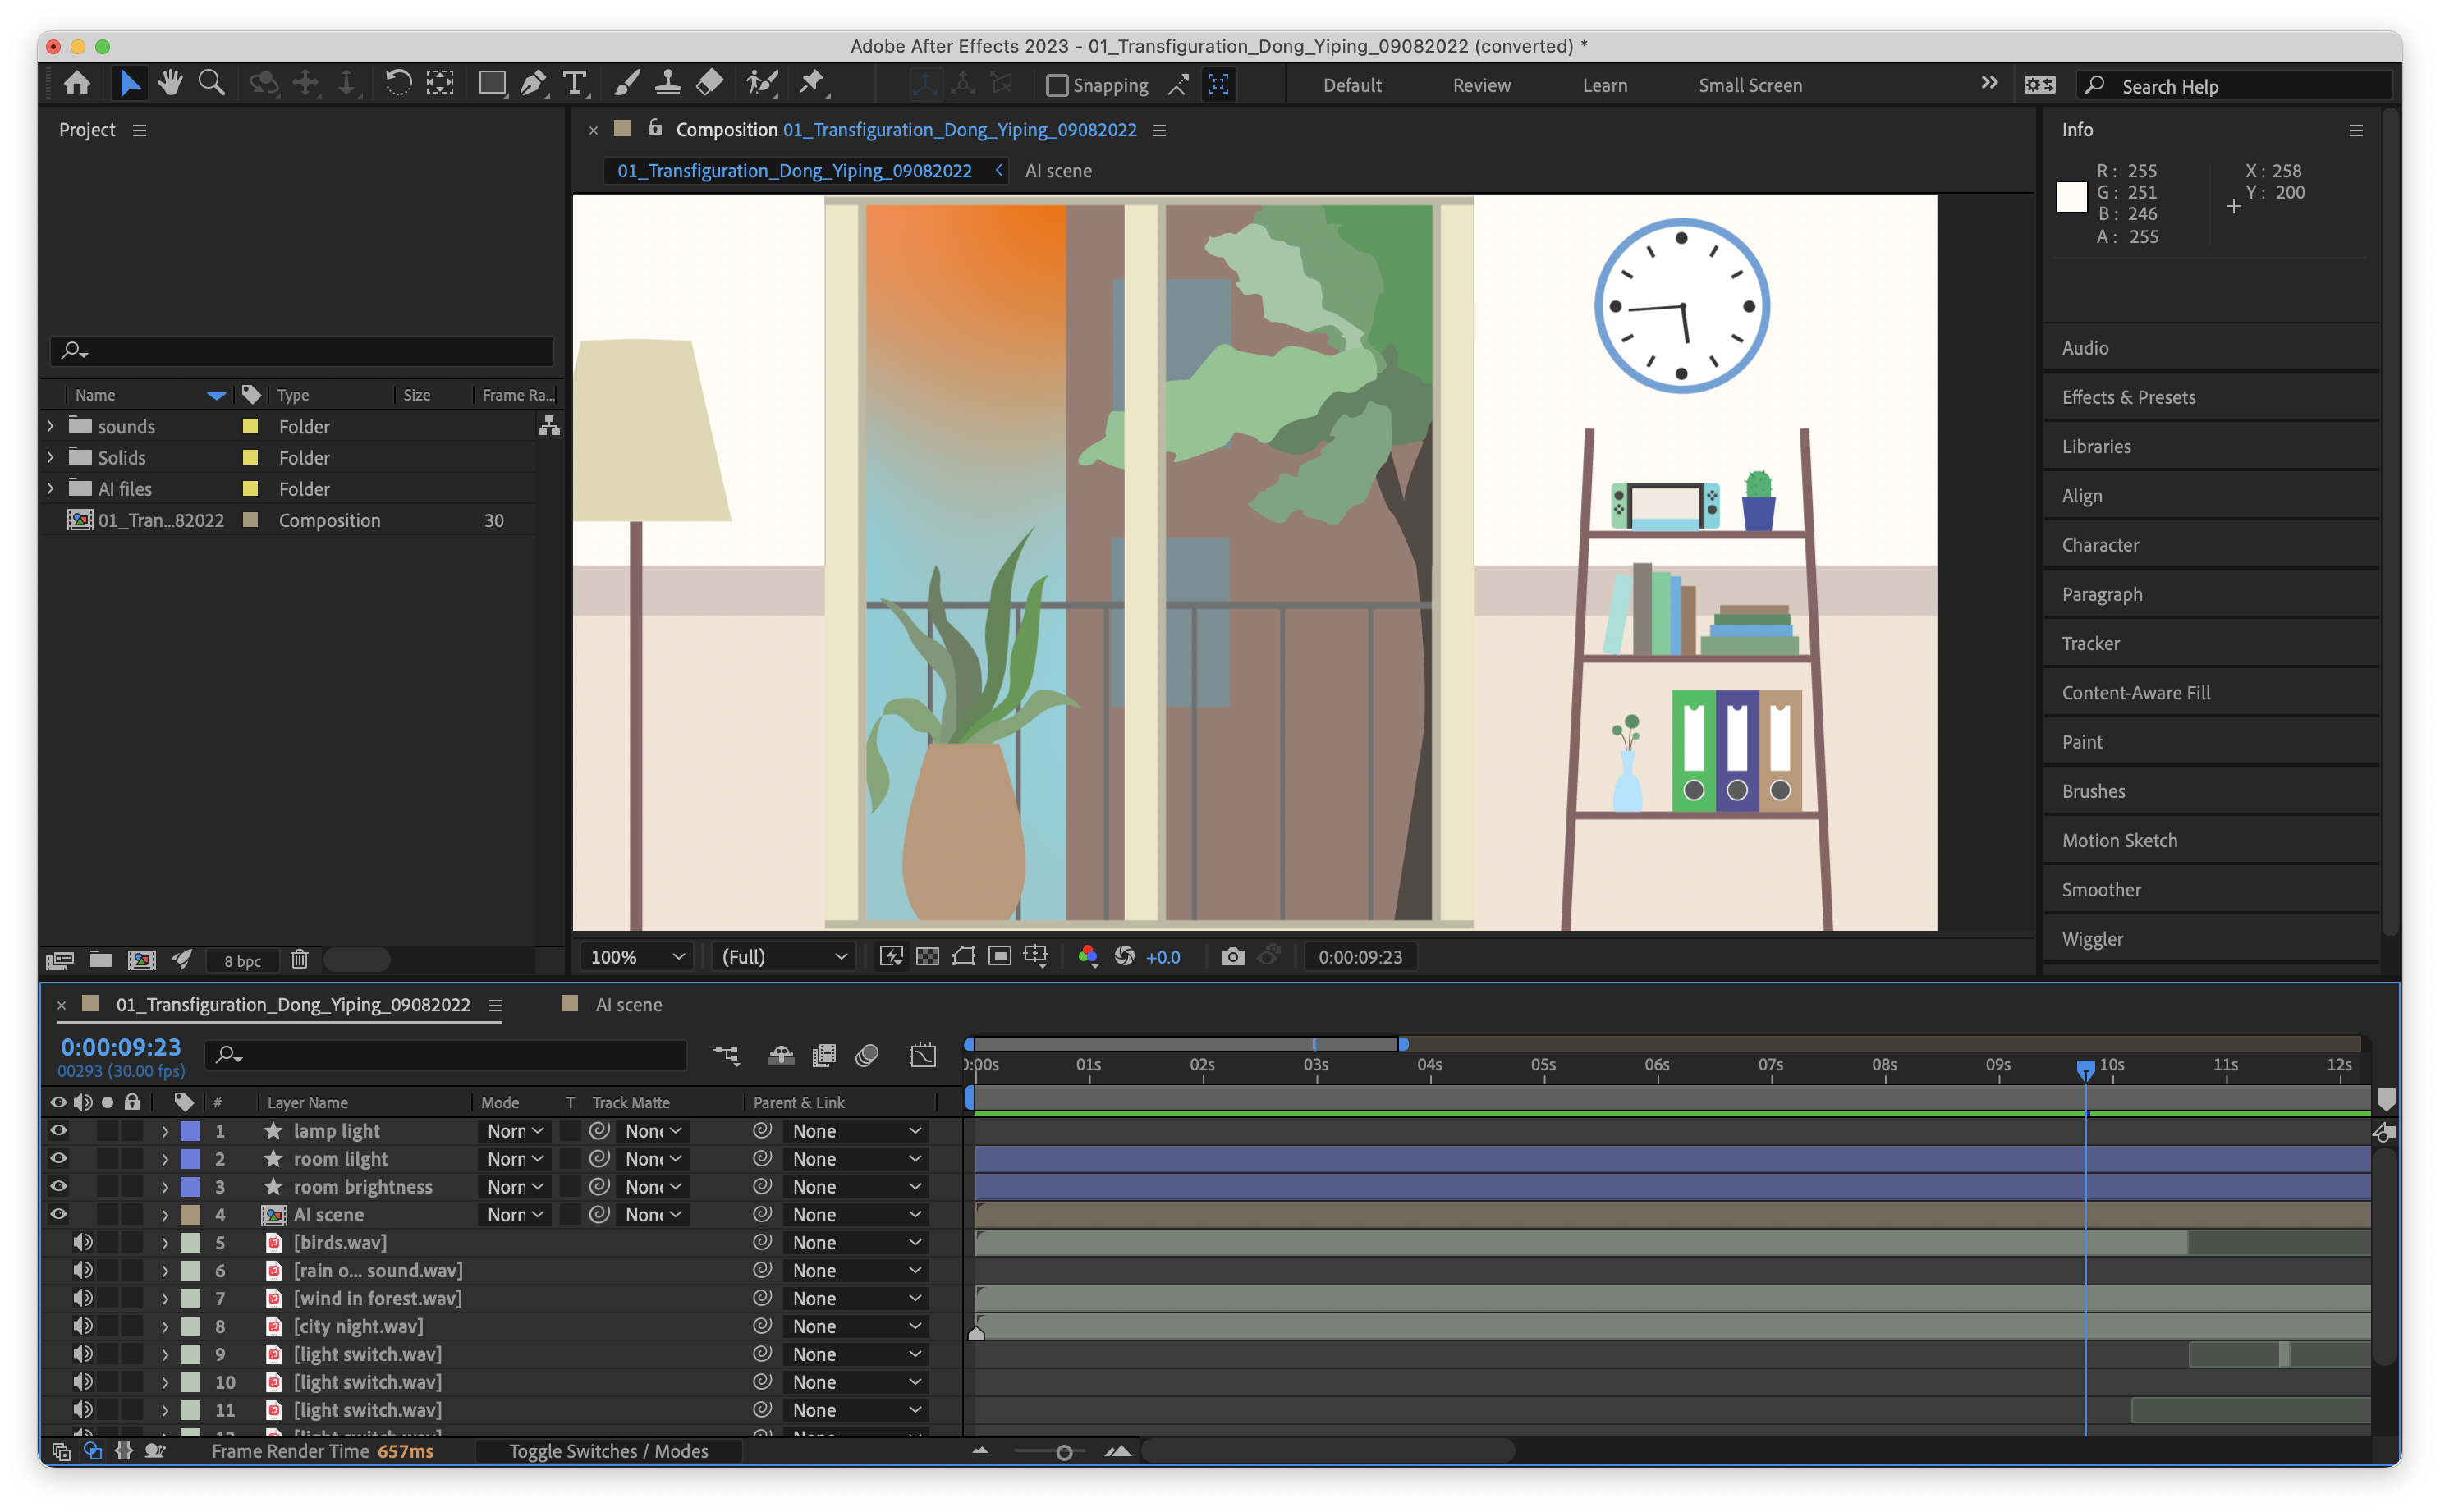 Adobe After Effects 2023 - 01_Transfiguration_Dong_Yiping_09082022 (converted) *
Snapping
Default
Review
Learn
Small Screen
Search Help
Project
Composition 01_Transfiguration_Dong_Yiping_09082022
01_Transfiguration_Dong_Yiping_09082022
AI scene
Info
R: 255
G: 251
B: 246
A: 255
X: 258
Y: 200
Name
Type
Size
Frame Ra...
sounds Folder
Solids Folder
AI files Folder
01_Tran...82022 Composition 30
Audio
Effects & Presets
Libraries
Align
Character
Paragraph
Tracker
Content-Aware Fill
Paint
Brushes
Motion Sketch
Smoother
Wiggler
8 bpc
100%
(Full)
+0.0
0:00:09:23
01_Transfiguration_Dong_Yiping_09082022
AI scene
0:00:09:23
00293 (30.00 fps)
0:00s 01s 02s 03s 04s 05s 06s 07s 08s 09s 10s 11s 12s
# Layer Name Mode T Track Matte Parent & Link
1 lamp light Norn None None
2 room lilght Norn None None
3 room brightness Norn None None
4 AI scene Norn None None
5 [birds.wav] None
6 [rain o... sound.wav] None
7 [wind in forest.wav] None
8 [city night.wav] None
9 [light switch.wav] None
10 [light switch.wav] None
11 [light switch.wav] None
12 [light switch.wav] None
Frame Render Time 657ms
Toggle Switches / Modes